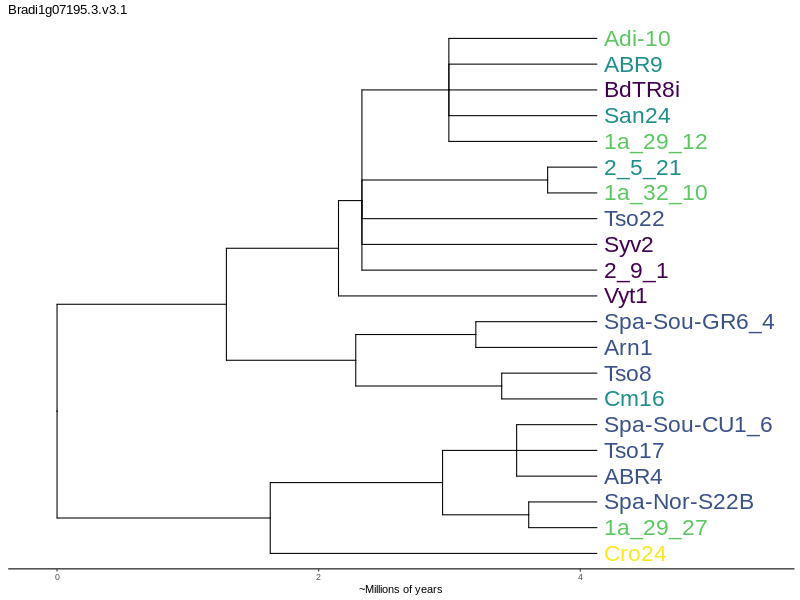 Bradi1g07195.3.v3.1
Adi-10
ABR9
BdTR8i
San24
1a_29_12
2_5_21
1a_32_10
Tso22
Syv2
2_9_1
Vyt1
Spa-Sou-GR6_4
Arn1
Tso8
Cm16
Spa-Sou-CU1_6
Tso17
ABR4
Spa-Nor-S22B
1a_29_27
Cro24
0 2 4
~Millions of years